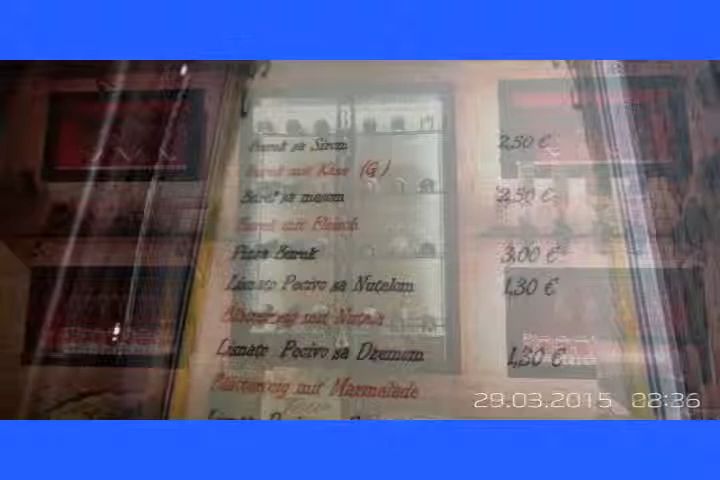 Burek sa Sirom 2,50 €
Burek mit Käse (G)
Burek sa mesom 2,50 €
Burek mit Fleisch
Pizza Burek 3,00 €
Lisnato Pecivo sa Nutelom 1,30 €
Blätterteig mit Nutella
Lisnato Pecivo sa Dzemom 1,30 €
Blätterteig mit Marmelade
Lisnato
29.03.2015 08:36